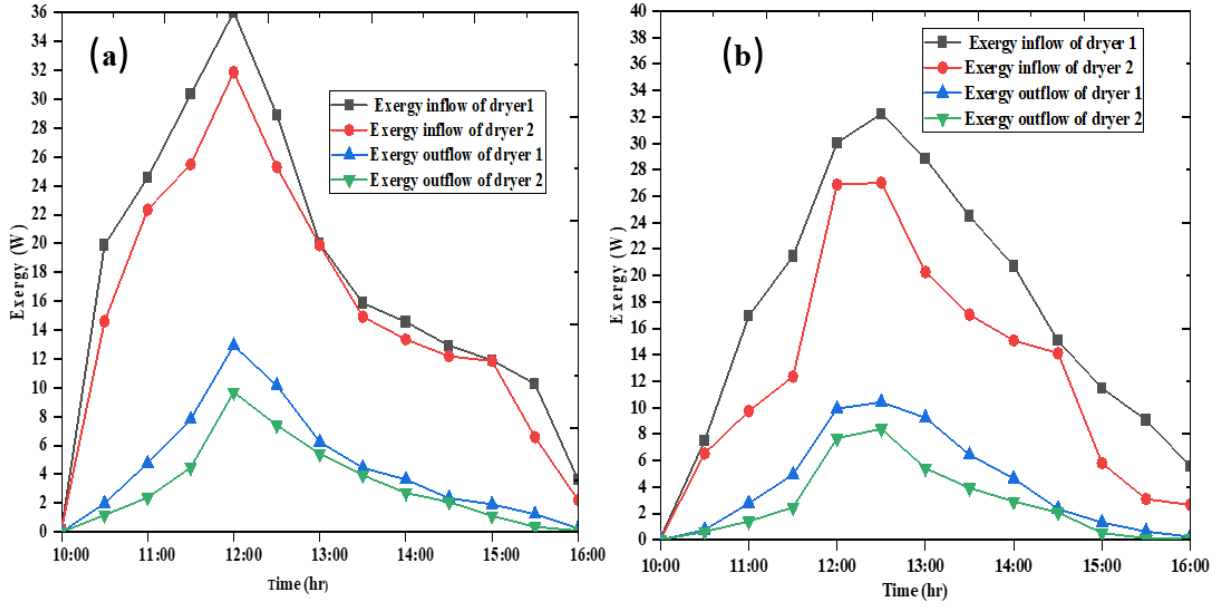 (a)
36
34
32
30
28
26
24
22
20
18
16
14
12
10
8
6
4
2
0
Exergy (W)
10:00 11:00 12:00 13:00 14:00 15:00 16:00
Time (hr)
Exergy inflow of dryer1
Exergy inflow of dryer 2
Exergy outflow of dryer 1
Exergy outflow of dryer 2
(b)
40
38
36
34
32
30
28
26
24
22
20
18
16
14
12
10
8
6
4
2
0
Exergy (W)
10:00 11:00 12:00 13:00 14:00 15:00 16:00
Time (hr)
Exergy inflow of dryer 1
Exergy inflow of dryer 2
Exergy outflow of dryer 1
Exergy outflow of dryer 2